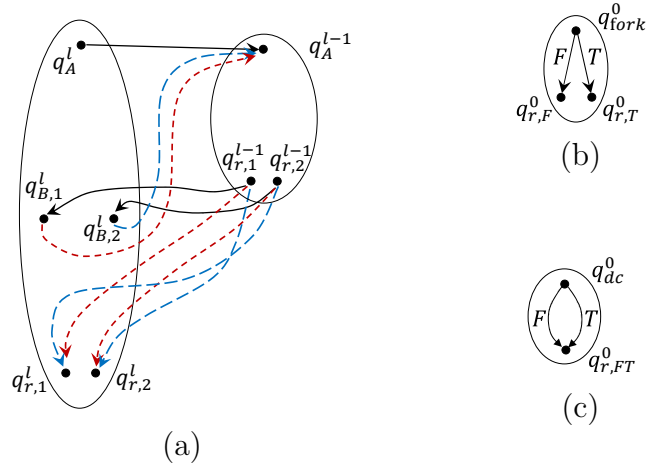 q_A^l
q_A^{l-1}
q_{r,1}^{l-1} q_{r,2}^{l-1}
q_{B,1}^l
q_{B,2}^l
q_{r,1}^l
q_{r,2}^l
(a)
q_{fork}^0
F T
q_{r,F}^0
q_{r,T}^0
(b)
q_{dc}^0
F T
q_{r,FT}^0
(c)